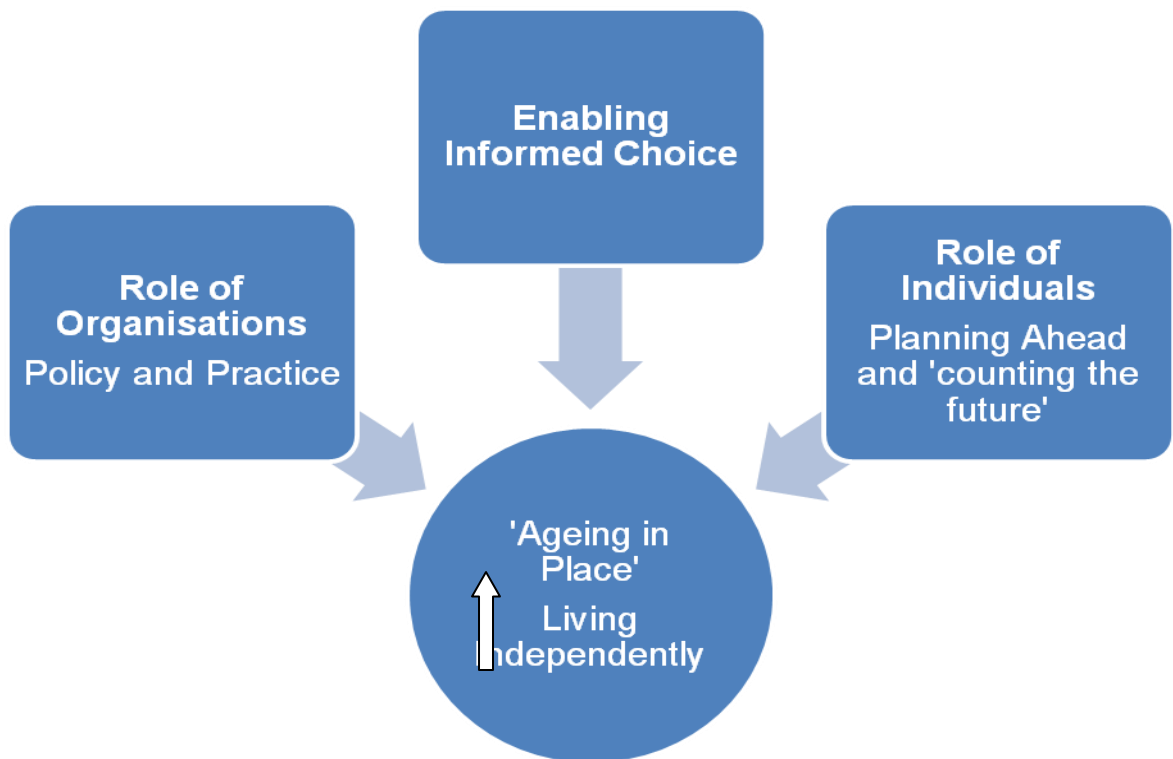 Enabling
Informed Choice
Role of
Organisations
Policy and Practice
Role of
Individuals
Planning Ahead
and 'counting the
future'
'Ageing in
Place'
Living
Independently